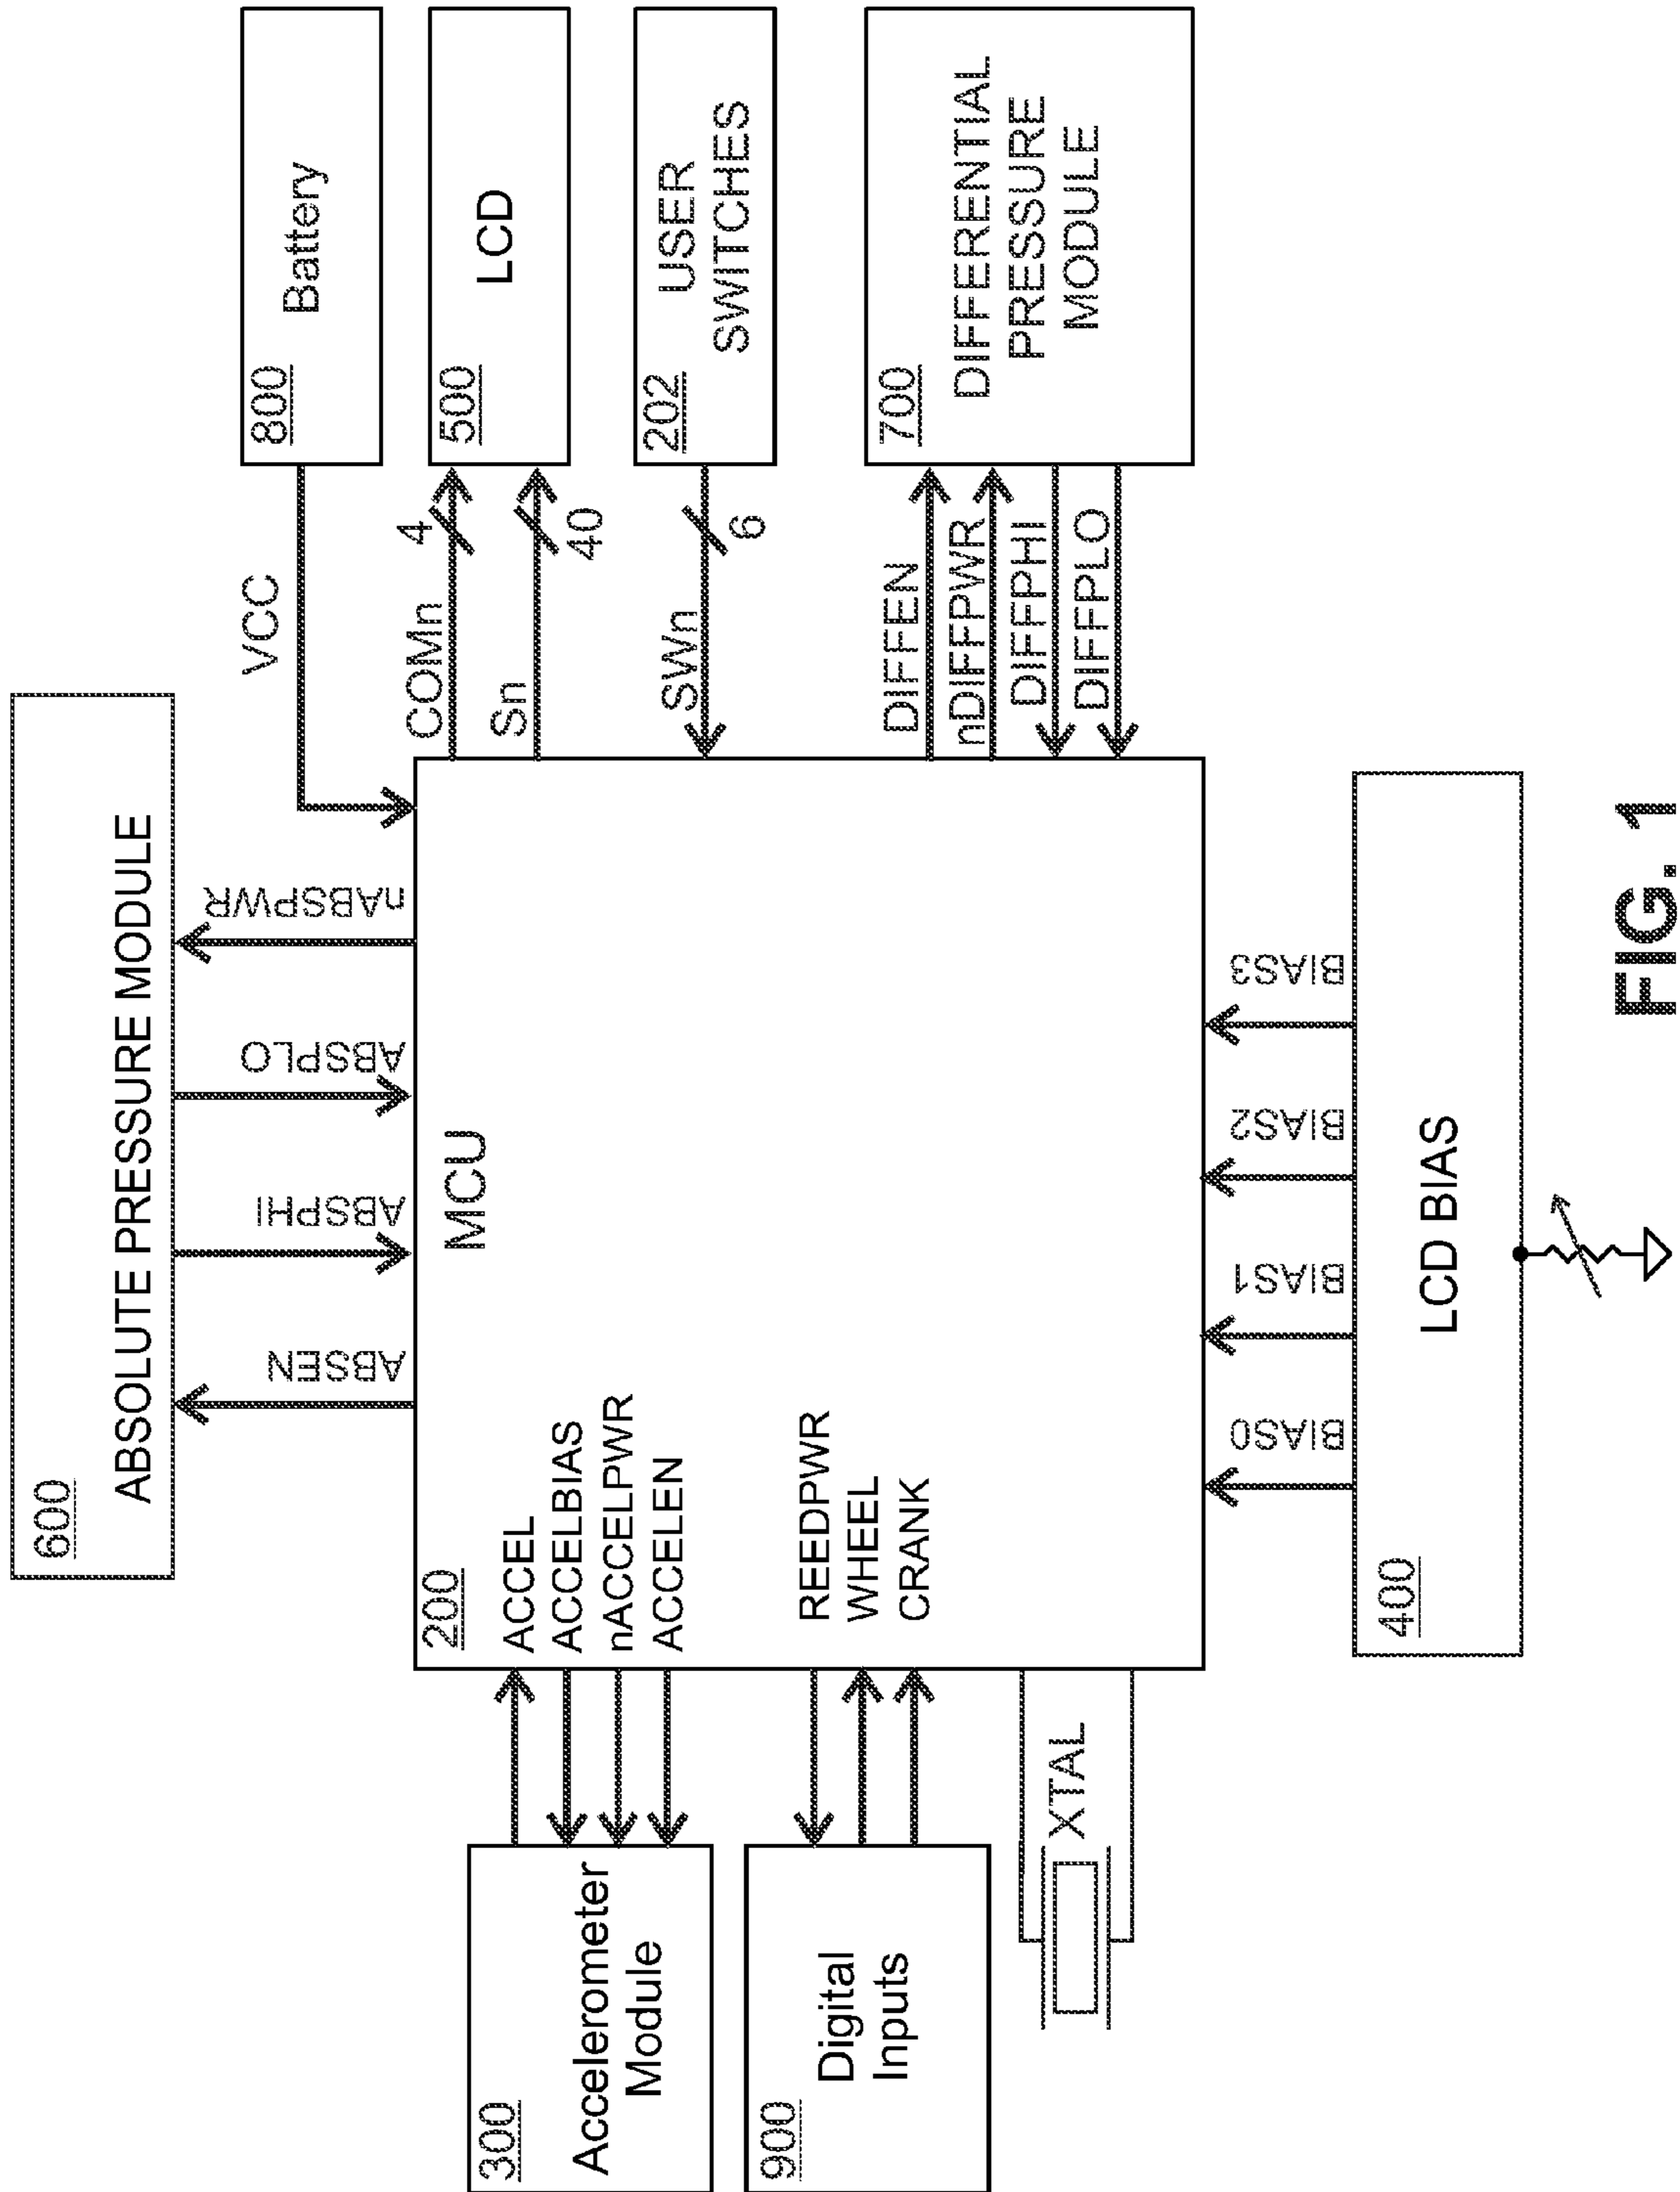 600
ABSOLUTE PRESSURE MODULE
ABSEN
ABSPHI
ABSPLO
nABSPWR
VCC
800
Battery
300
Accelerometer
Module
200
MCU
ACCEL
ACCELBIAS
nACCELPWR
ACCELEN
COMn
4
Sn
40
500
LCD
SWn
6
202
USER
SWITCHES
900
Digital
Inputs
REEDPWR
WHEEL
CRANK
XTAL
DIFFEN
nDIFFPWR
DIFFPHI
DIFFPLO
700
DIFFERENTIAL
PRESSURE
MODULE
BIAS0
BIAS1
BIAS2
BIAS3
400
LCD BIAS
FIG. 1